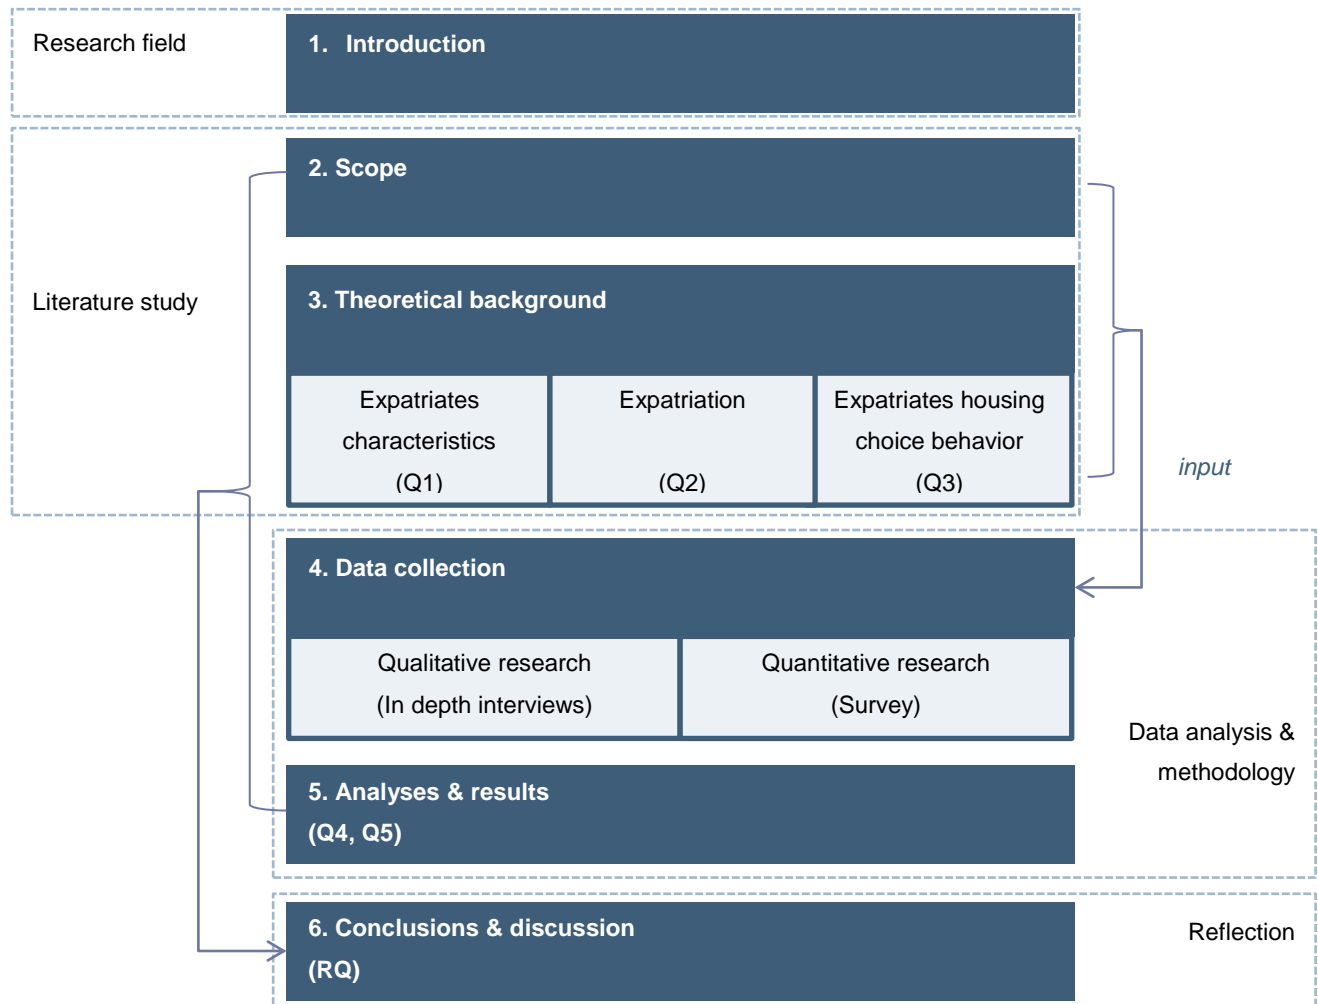 Research field
1. Introduction
2. Scope
Literature study
3. Theoretical background
Expatriates
characteristics
(Q1)
Expatriation
(Q2)
Expatriates housing
choice behavior
(Q3)
input
4. Data collection
Qualitative research
(In depth interviews)
Quantitative research
(Survey)
Data analysis &
methodology
5. Analyses & results
(Q4, Q5)
6. Conclusions & discussion
(RQ)
Reflection